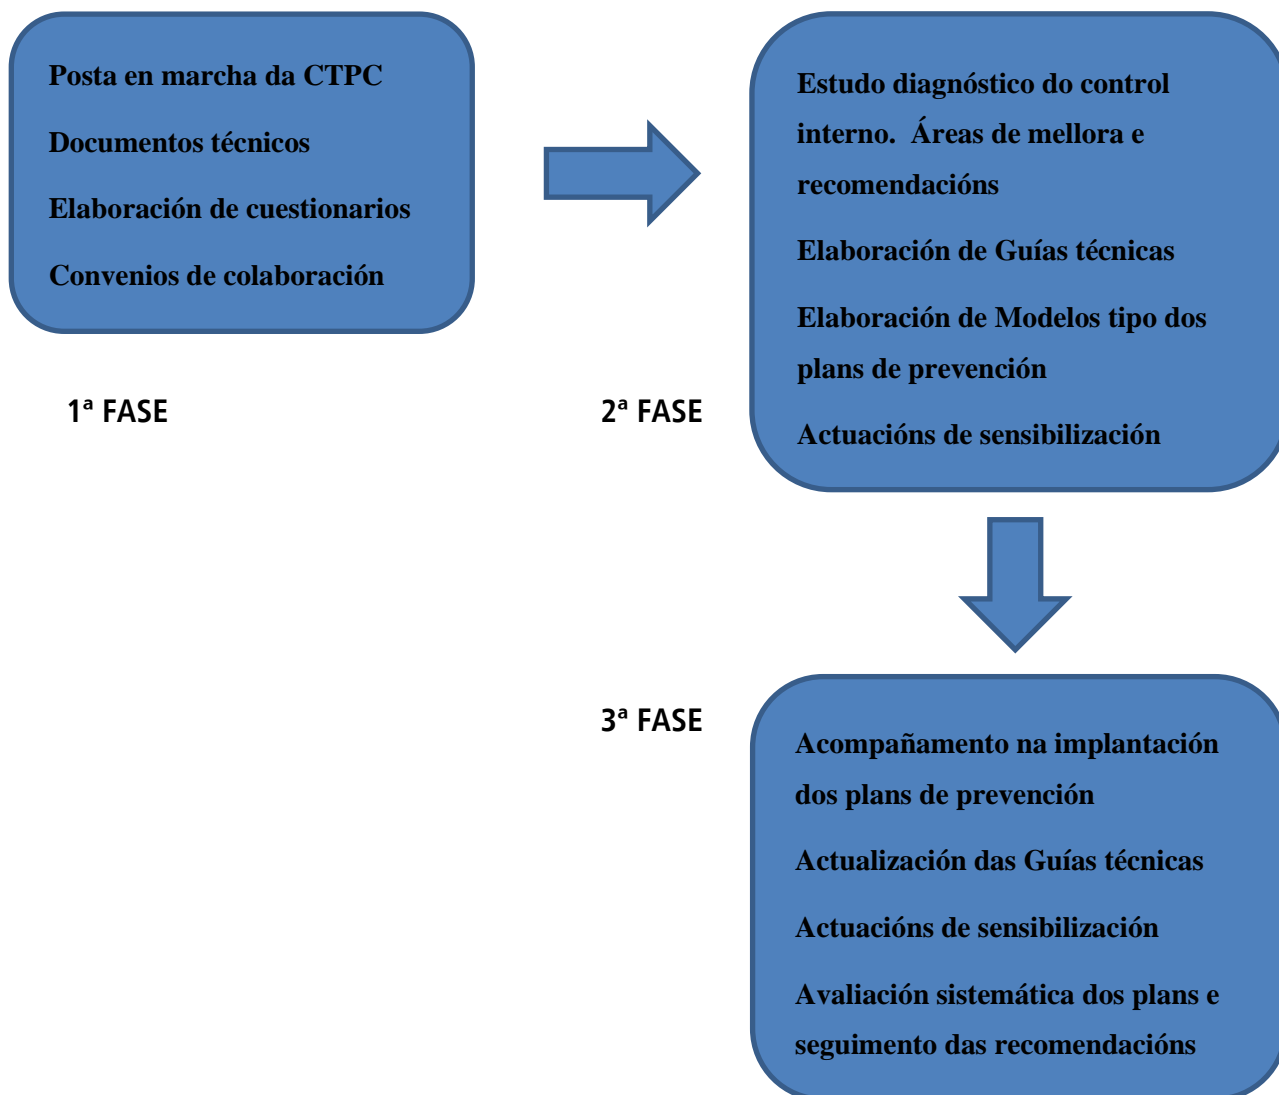 Posta en marcha da CTPC
Documentos técnicos
Elaboración de cuestionarios
Convenios de colaboración
1ª FASE
Estudo diagnóstico do control
interno.  Áreas de mellora e
recomendacións
Elaboración de Guías técnicas
Elaboración de Modelos tipo dos
plans de prevención
Actuacións de sensibilización
2ª FASE
3ª FASE
Acompañamento na implantación
dos plans de prevención
Actualización das Guías técnicas
Actuacións de sensibilización
Avaliación sistemática dos plans e
seguimento das recomendacións